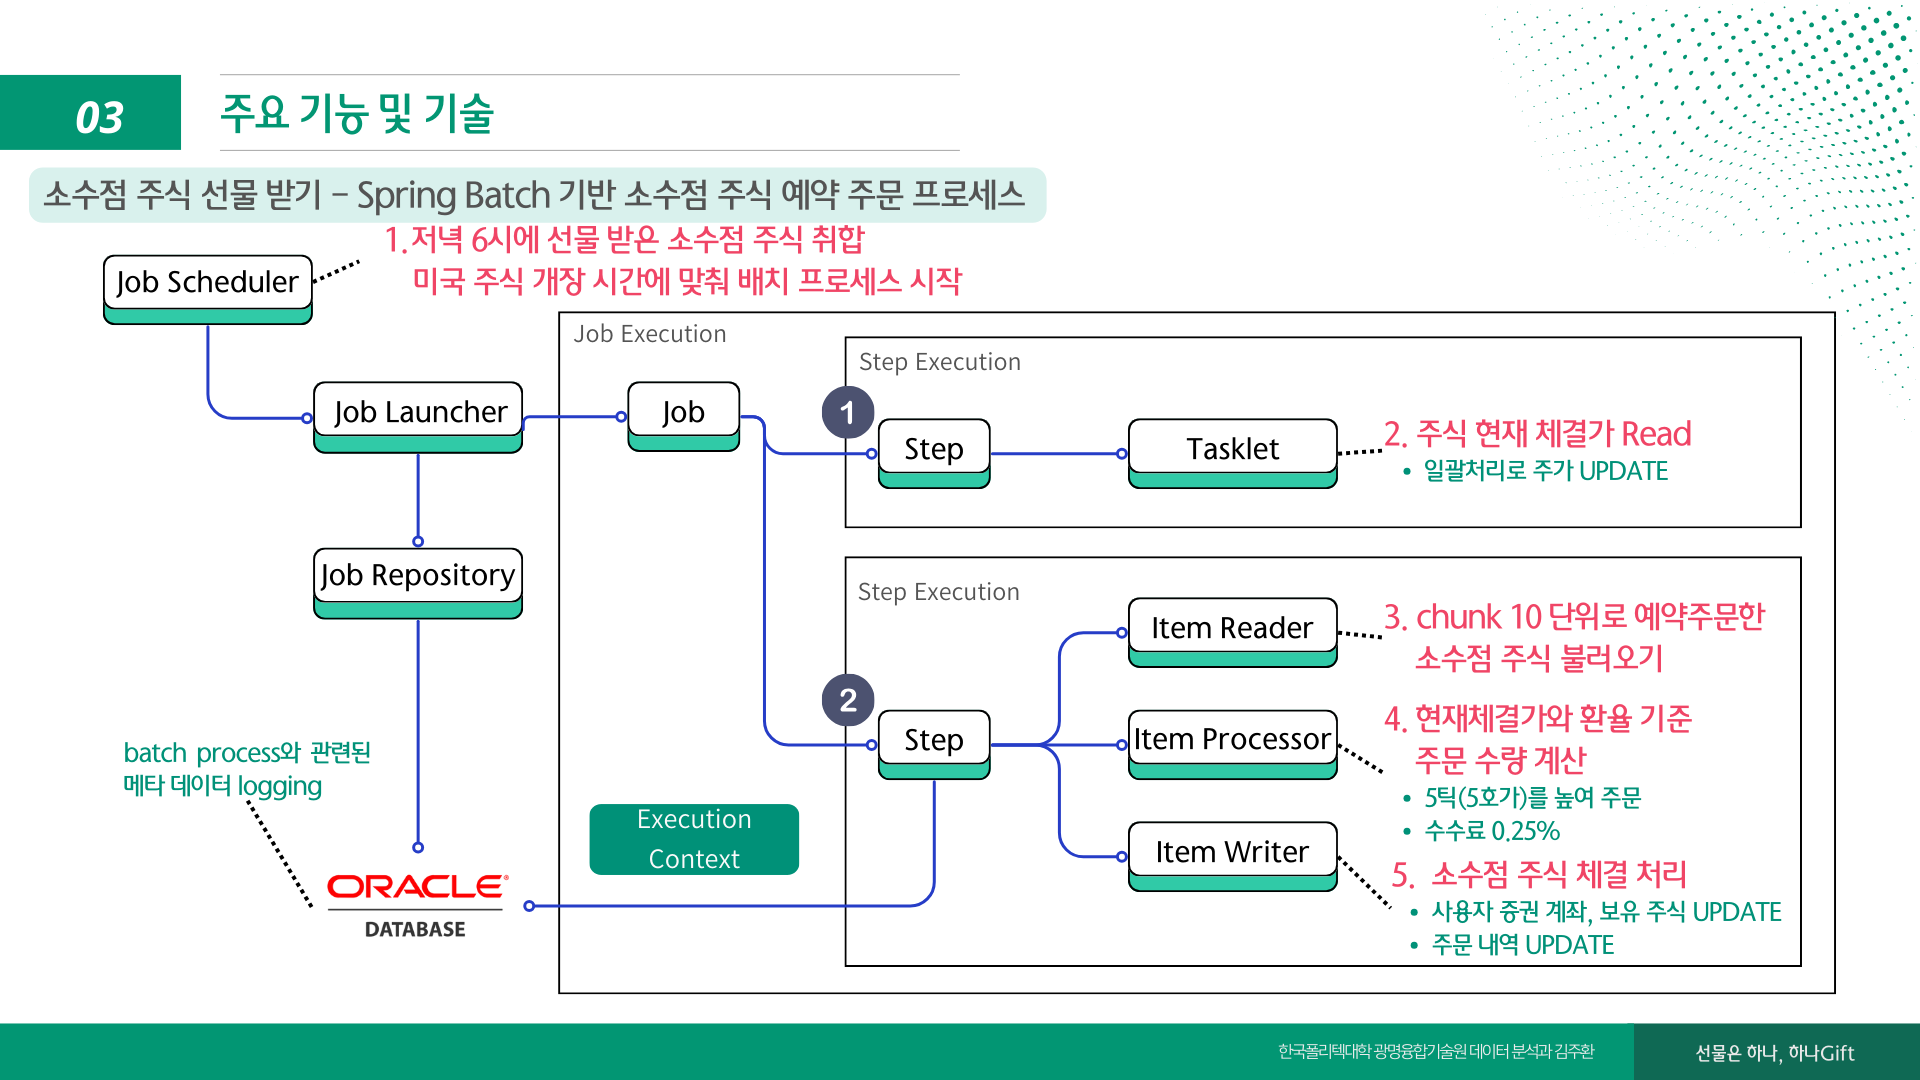 03
주요 기능 및 기술
소수점 주식 선물 받기 – Spring Batch 기반 소수점 주식 예약 주문 프로세스
1. 저녁 6시에 선물 받은 소수점 주식 취합
미국 주식 개장 시간에 맞춰 배치 프로세스 시작
Job Scheduler
Job Execution
Step Execution
Job Launcher
Job
1
Step
Tasklet
2. 주식 현재 체결가 Read
• 일괄처리로 주가 UPDATE
Job Repository
Step Execution
Item Reader
3. chunk 10 단위로 예약주문한
소수점 주식 불러오기
2
Step
Item Processor
4. 현재체결가와 환율 기준
주문 수량 계산
• 5틱(5호가)를 높여 주문
• 수수료 0.25%
batch process와 관련된
메타 데이터 logging
Execution
Context
Item Writer
5. 소수점 주식 체결 처리
• 사용자 증권 계좌, 보유 주식 UPDATE
• 주문 내역 UPDATE
ORACLE®
DATABASE
한국폴리텍대학 광명융합기술원 데이터 분석과 김주환
선물은 하나, 하나Gift